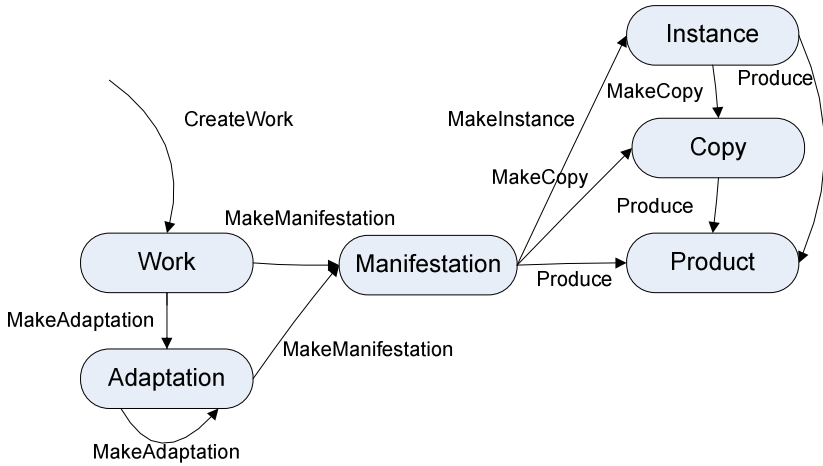 Instance
Produce
MakeCopy
CreateWork
MakeInstance
Copy
MakeCopy
Produce
MakeManifestation
Work
Manifestation
Product
Produce
MakeAdaptation
MakeManifestation
Adaptation
MakeAdaptation